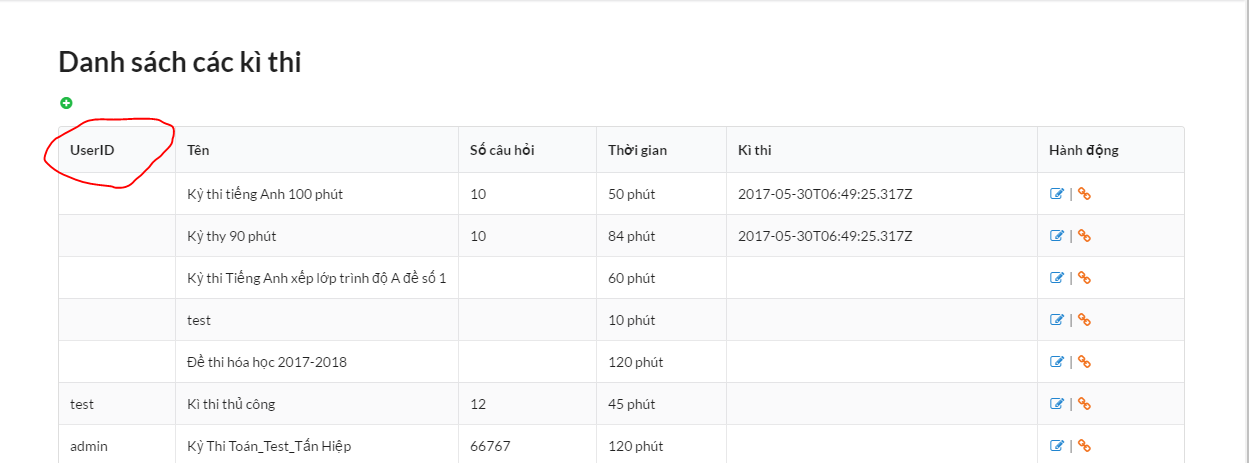 Danh sách các kì thi
UserID Tên Số câu hỏi Thời gian Kì thi Hành động
Kỳ thi tiếng Anh 100 phút 10 50 phút 2017-05-30T06:49:25.317Z |
Kỳ thy 90 phút 10 84 phút 2017-05-30T06:49:25.317Z |
Kỳ thi Tiếng Anh xếp lớp trình độ A đề số 1 60 phút |
test 10 phút |
Đề thi hóa học 2017-2018 120 phút |
test Kì thi thủ công 12 45 phút |
admin Kỳ Thi Toán_Test_Tấn Hiệp 66767 120 phút |